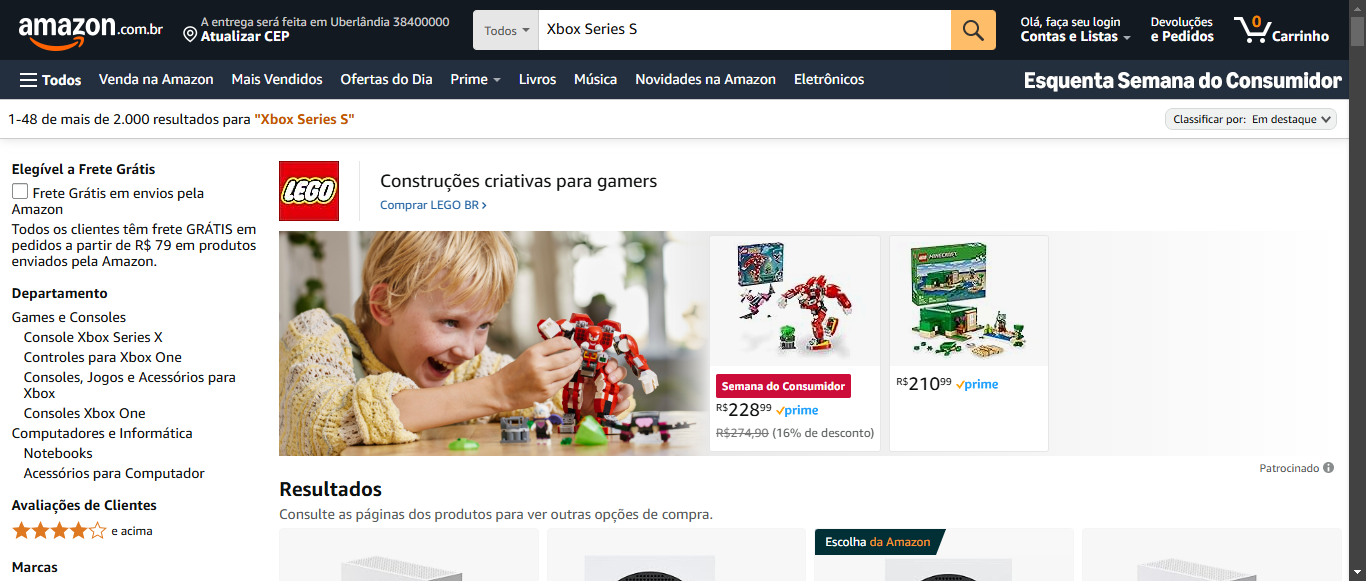 amazon.com.br
A entrega será feita em Uberlândia 38400000
Atualizar CEP
Todos
Xbox Series S
Olá, faça seu login
Contas e Listas
Devoluções
e Pedidos
0
Carrinho
Todos
Venda na Amazon
Mais Vendidos
Ofertas do Dia
Prime
Livros
Música
Novidades na Amazon
Eletrônicos
Esquenta Semana do Consumidor
1-48 de mais de 2.000 resultados para "Xbox Series S"
Classificar por: Em destaque
Elegível a Frete Grátis
Frete Grátis em envios pela
Amazon
Todos os clientes têm frete GRÁTIS em
pedidos a partir de R$ 79 em produtos
enviados pela Amazon.
Departamento
Games e Consoles
Console Xbox Series X
Controles para Xbox One
Consoles, Jogos e Acessórios para
Xbox
Consoles Xbox One
Computadores e Informática
Notebooks
Acessórios para Computador
Avaliações de Clientes
e acima
Marcas
LEGO
Construções criativas para gamers
Comprar LEGO BR ›
Semana do Consumidor
R$22899 prime
R$274,90 (16% de desconto)
MINECRAFT
R$21099 prime
Patrocinado
Resultados
Consulte as páginas dos produtos para ver outras opções de compra.
Escolha da Amazon